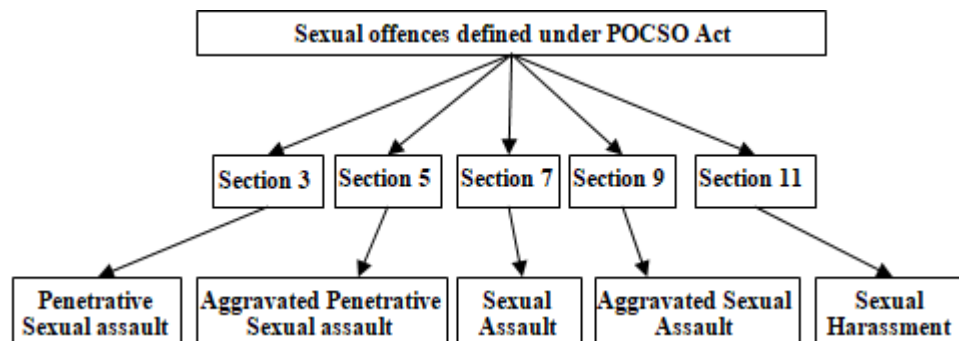 Sexual offences defined under POCSO Act
Section 3
Section 5
Section 7
Section 9
Section 11
Penetrative
Sexual assault
Aggravated Penetrative
Sexual assault
Sexual
Assault
Aggravated Sexual
Assault
Sexual
Harassment